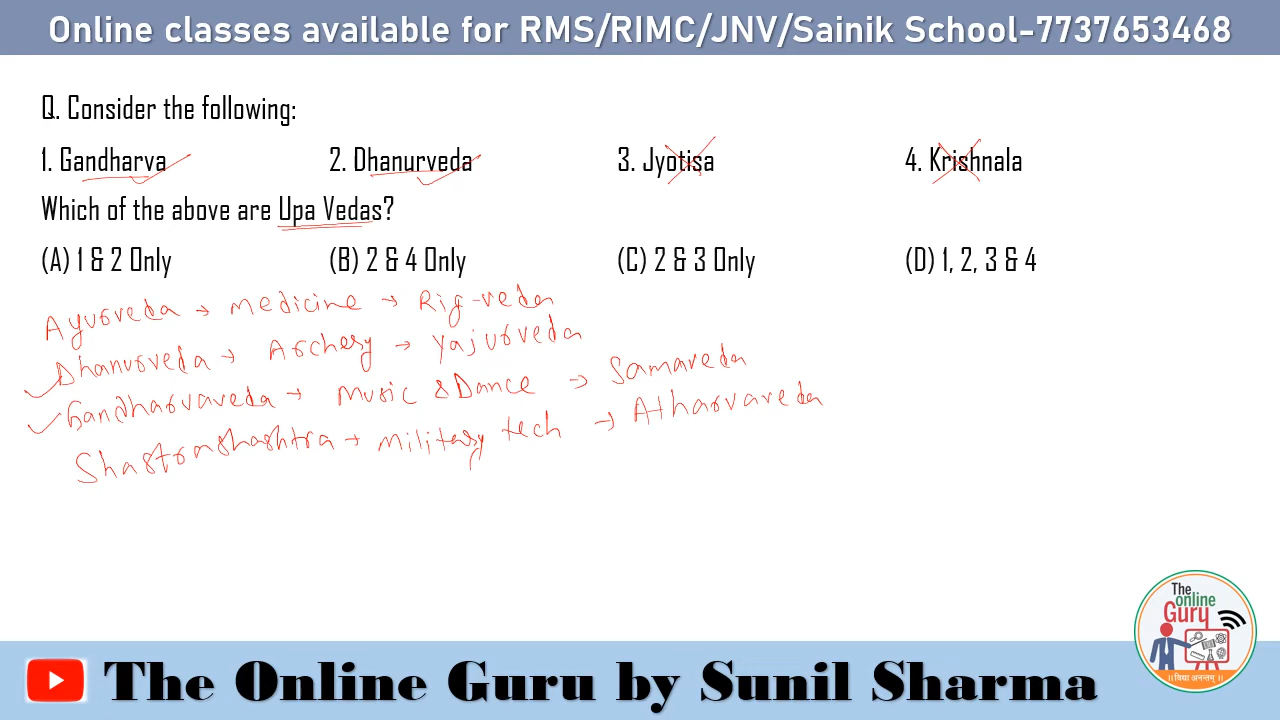 Online classes available for RMS/RIMC/JNV/Sainik School-7737653468
Q. Consider the following:
1. Gandharva 2. Dhanurveda 3. Jyotisa 4. Krishnala
Which of the above are Upa Vedas?
(A) 1 & 2 Only (B) 2 & 4 Only (C) 2 & 3 Only (D) 1, 2, 3 & 4
Ayurveda → Medicine → Rig-veda
Dhanurveda → Archery → Yajurveda
Gandharvaveda → Music & Dance → Samaveda
Shastrashashtra → Military tech → Atharvaveda
The
online
Guru
॥ विद्या अनन्तम् ॥
The Online Guru by Sunil Sharma